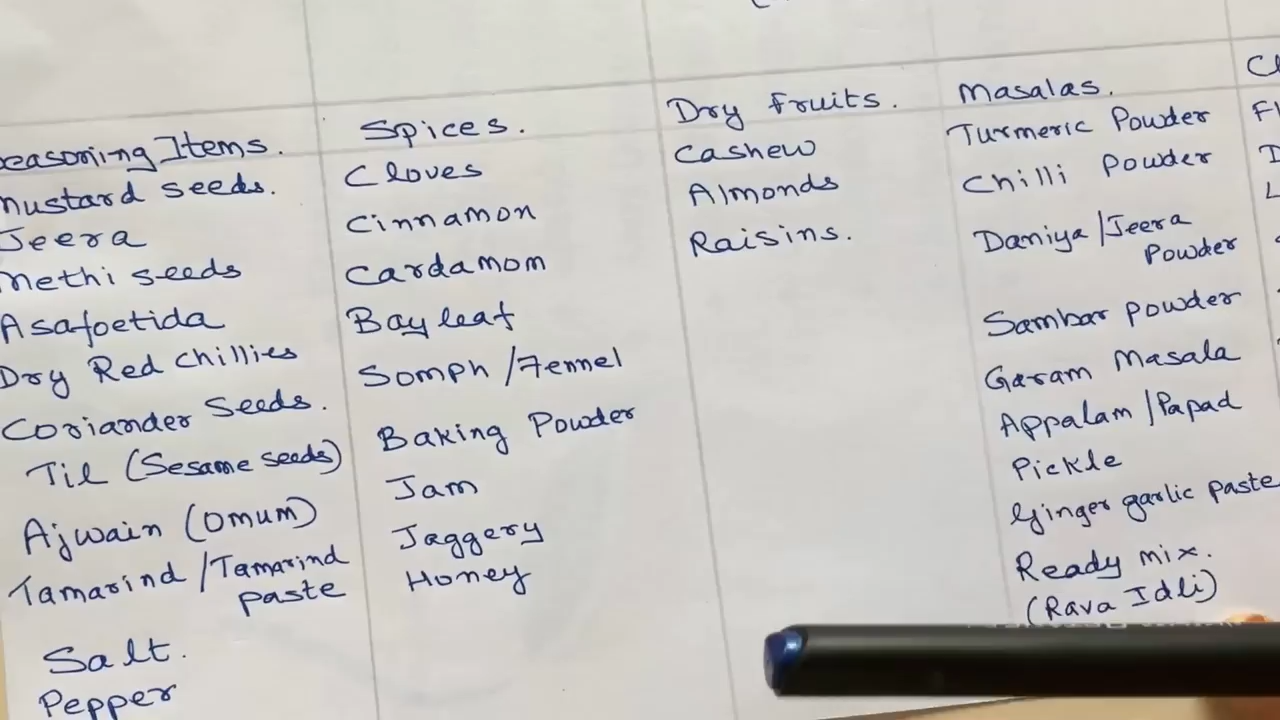 Seasoning Items.
Mustard seeds.
Jeera
Methi seeds
Asafoetida
Dry Red chillies
Coriander Seeds.
Til (Sesame seeds)
Ajwain (omum)
Tamarind / Tamarind
paste
Salt.
Pepper
Spices.
Cloves
Cinnamon
Cardamom
Bay leaf
Somph / Fennel
Baking Powder
Jam
Jaggery
Honey
Dry fruits.
Cashew
Almonds
Raisins.
Masalas.
Turmeric Powder
Chilli Powder
Daniya / Jeera
Powder
Sambar powder
Garam Masala
Appalam / Papad
Pickle
Ginger garlic paste
Ready mix.
(Rava Idli)